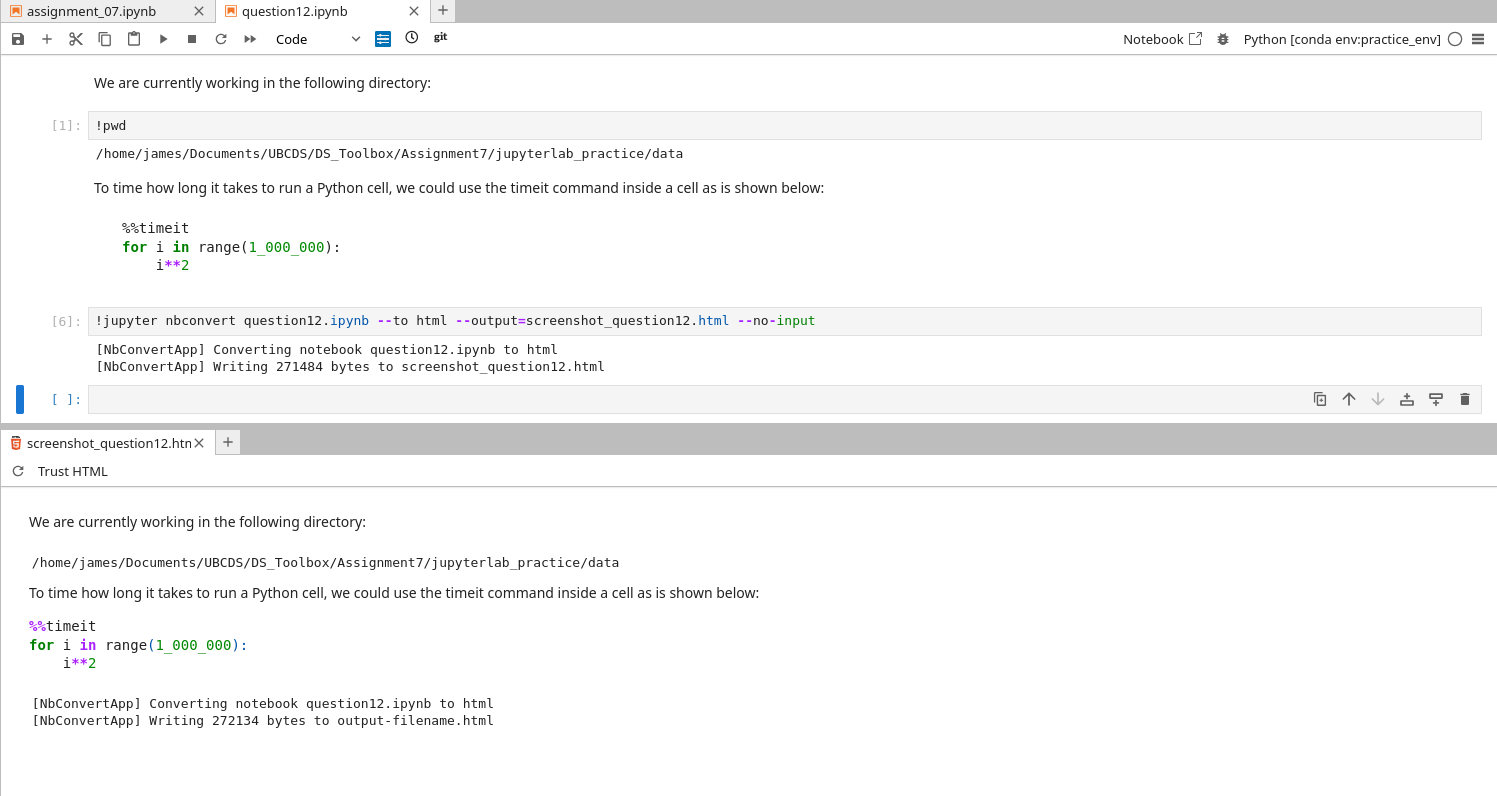 assignment_07.ipynb
question12.ipynb
Code
git
Notebook
Python [conda env:practice_env]
We are currently working in the following directory:
[1]:
!pwd
/home/james/Documents/UBCDS/DS_Toolbox/Assignment7/jupyterlab_practice/data
To time how long it takes to run a Python cell, we could use the timeit command inside a cell as is shown below:
%%timeit
for i in range(1_000_000):
    i**2
[6]:
!jupyter nbconvert question12.ipynb --to html --output=screenshot_question12.html --no-input
[NbConvertApp] Converting notebook question12.ipynb to html
[NbConvertApp] Writing 271484 bytes to screenshot_question12.html
[ ]:
screenshot_question12.htm
Trust HTML
We are currently working in the following directory:
/home/james/Documents/UBCDS/DS_Toolbox/Assignment7/jupyterlab_practice/data
To time how long it takes to run a Python cell, we could use the timeit command inside a cell as is shown below:
%%timeit
for i in range(1_000_000):
    i**2
[NbConvertApp] Converting notebook question12.ipynb to html
[NbConvertApp] Writing 272134 bytes to output-filename.html